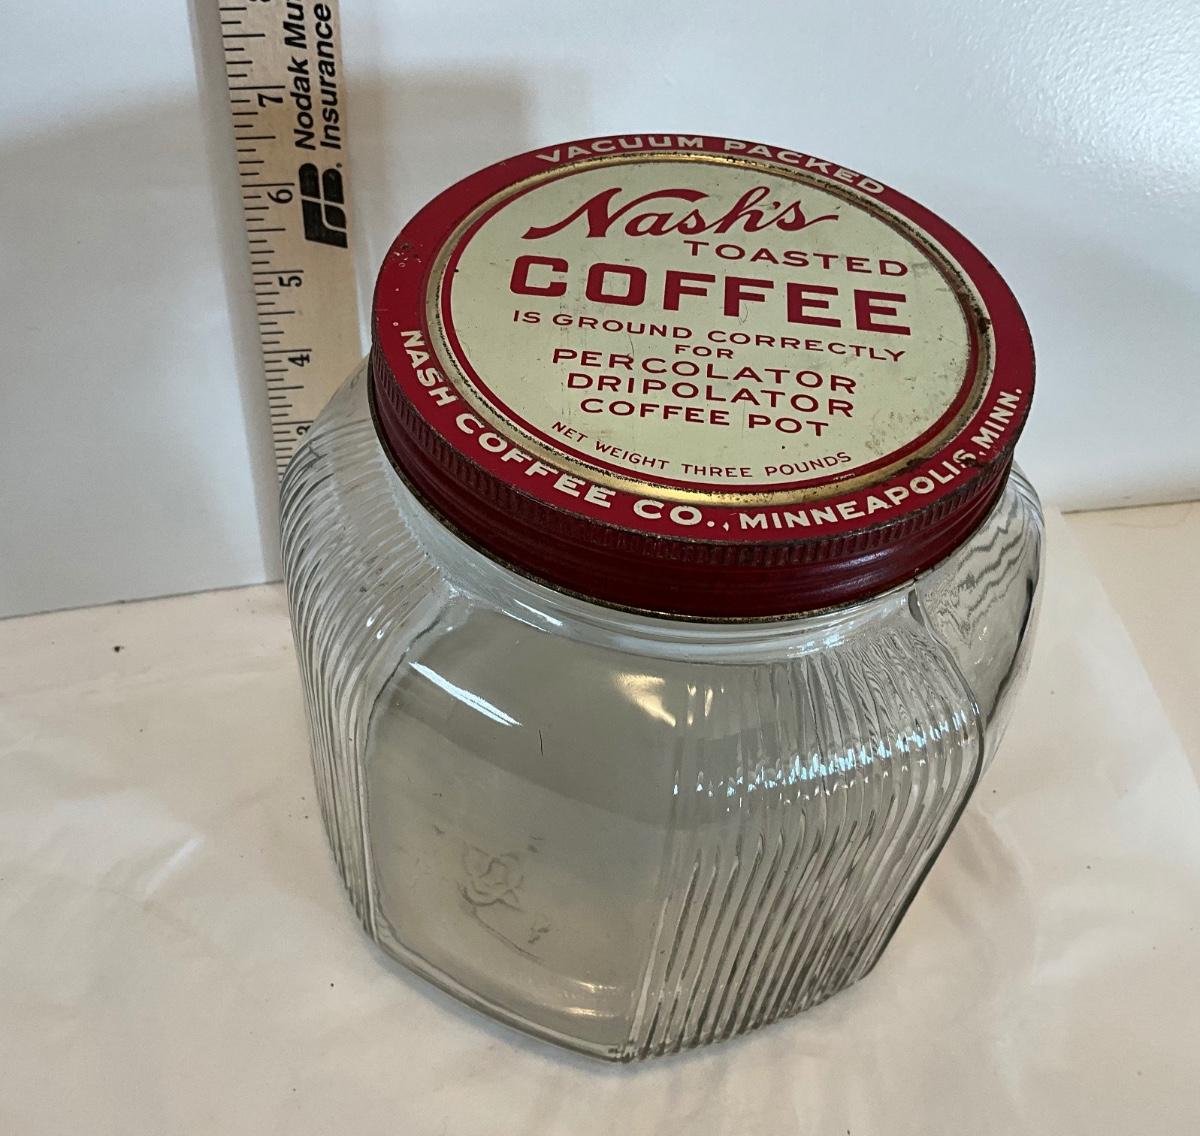 VACUUM PACKED
Nash's
TOASTED
COFFEE
IS GROUND CORRECTLY
FOR
PERCOLATOR
DRIPOLATOR
COFFEE POT
NET WEIGHT THREE POUNDS
NASH COFFEE CO., MINNEAPOLIS, MINN.
Nodak Mu
Insurance
7
6
5
4
3